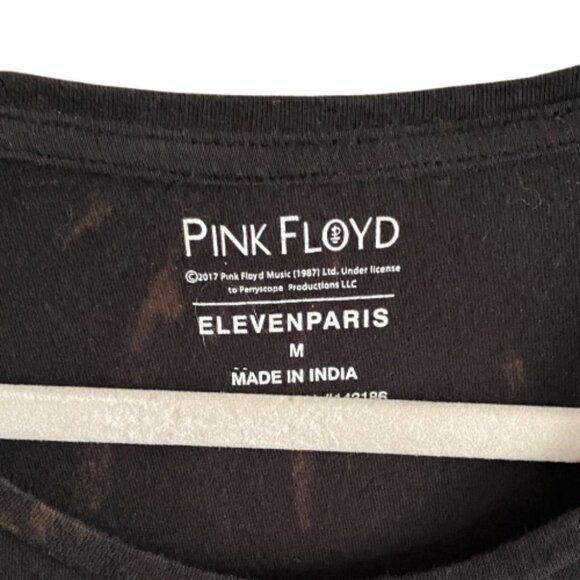 PINK FLOYD
©2017 Pink Floyd Music (1987) Ltd. Under license
to Perryscope Productions LLC
ELEVENPARIS
M
MADE IN INDIA